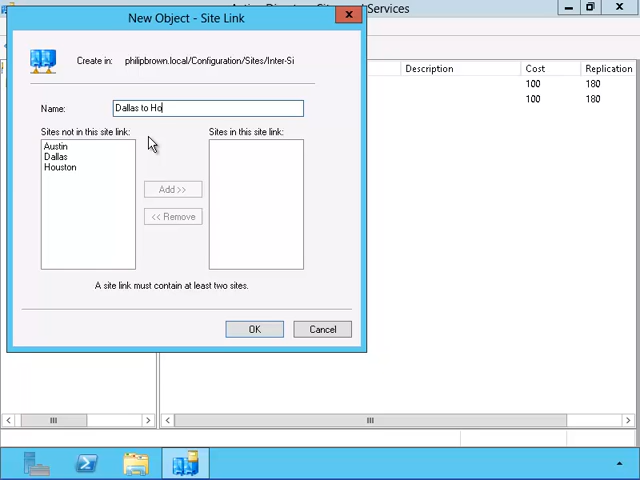 Services
New Object - Site Link
Create in: philipbrown.local/Configuration/Sites/Inter-Si
Name: Dallas to Ho
Sites not in this site link:
Sites in this site link:
Austin
Dallas
Houston
Add >>
<< Remove
A site link must contain at least two sites.
OK
Cancel
Description Cost Replication
100 180
100 180